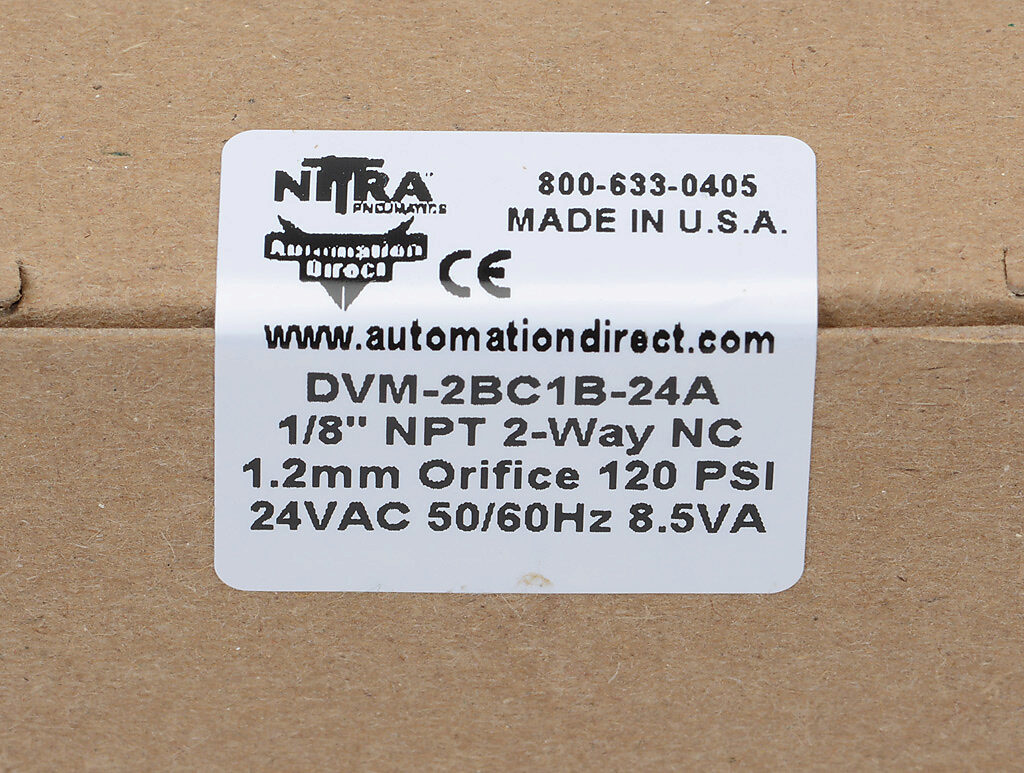 NITRA
PNEUMATICS
800-633-0405
MADE IN U.S.A.
Automation
Direct
CE
www.automationdirect.com
DVM-2BC1B-24A
1/8" NPT 2-Way NC
1.2mm Orifice 120 PSI
24VAC 50/60Hz 8.5VA